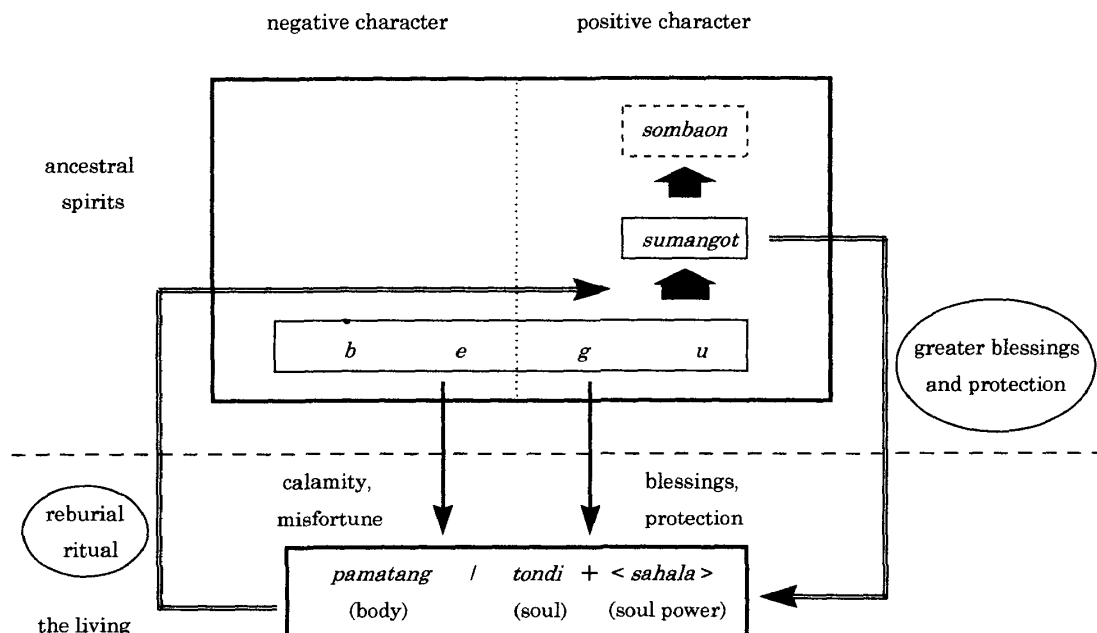 negative character
positive character
sombaon
ancestral
spirits
sumangot
b e g u
greater blessings
and protection
calamity,
misfortune
blessings,
protection
reburial
ritual
pamatang / tondi + < sahala >
(body) (soul) (soul power)
the living